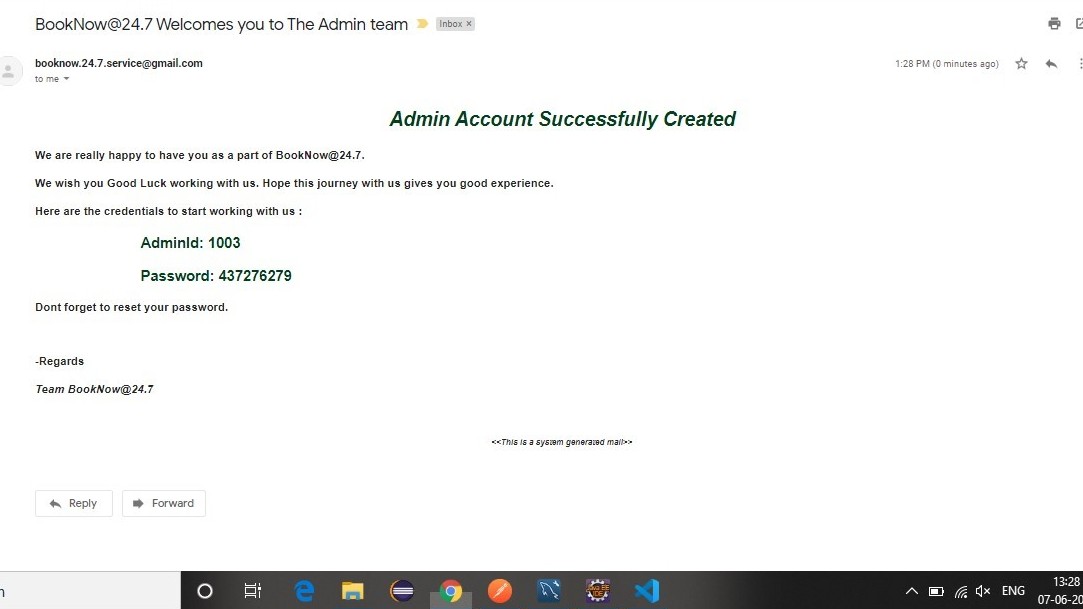 BookNow@24.7 Welcomes you to The Admin team Inbox ×
booknow.24.7.service@gmail.com 1:28 PM (0 minutes ago)
to me
Admin Account Successfully Created
We are really happy to have you as a part of BookNow@24.7.
We wish you Good Luck working with us. Hope this journey with us gives you good experience.
Here are the credentials to start working with us :
AdminId: 1003
Password: 437276279
Dont forget to reset your password.
-Regards
Team BookNow@24.7
<<This is a system generated mail>>
Reply Forward
Java EE
IDE
ENG
13:28
07-06-20